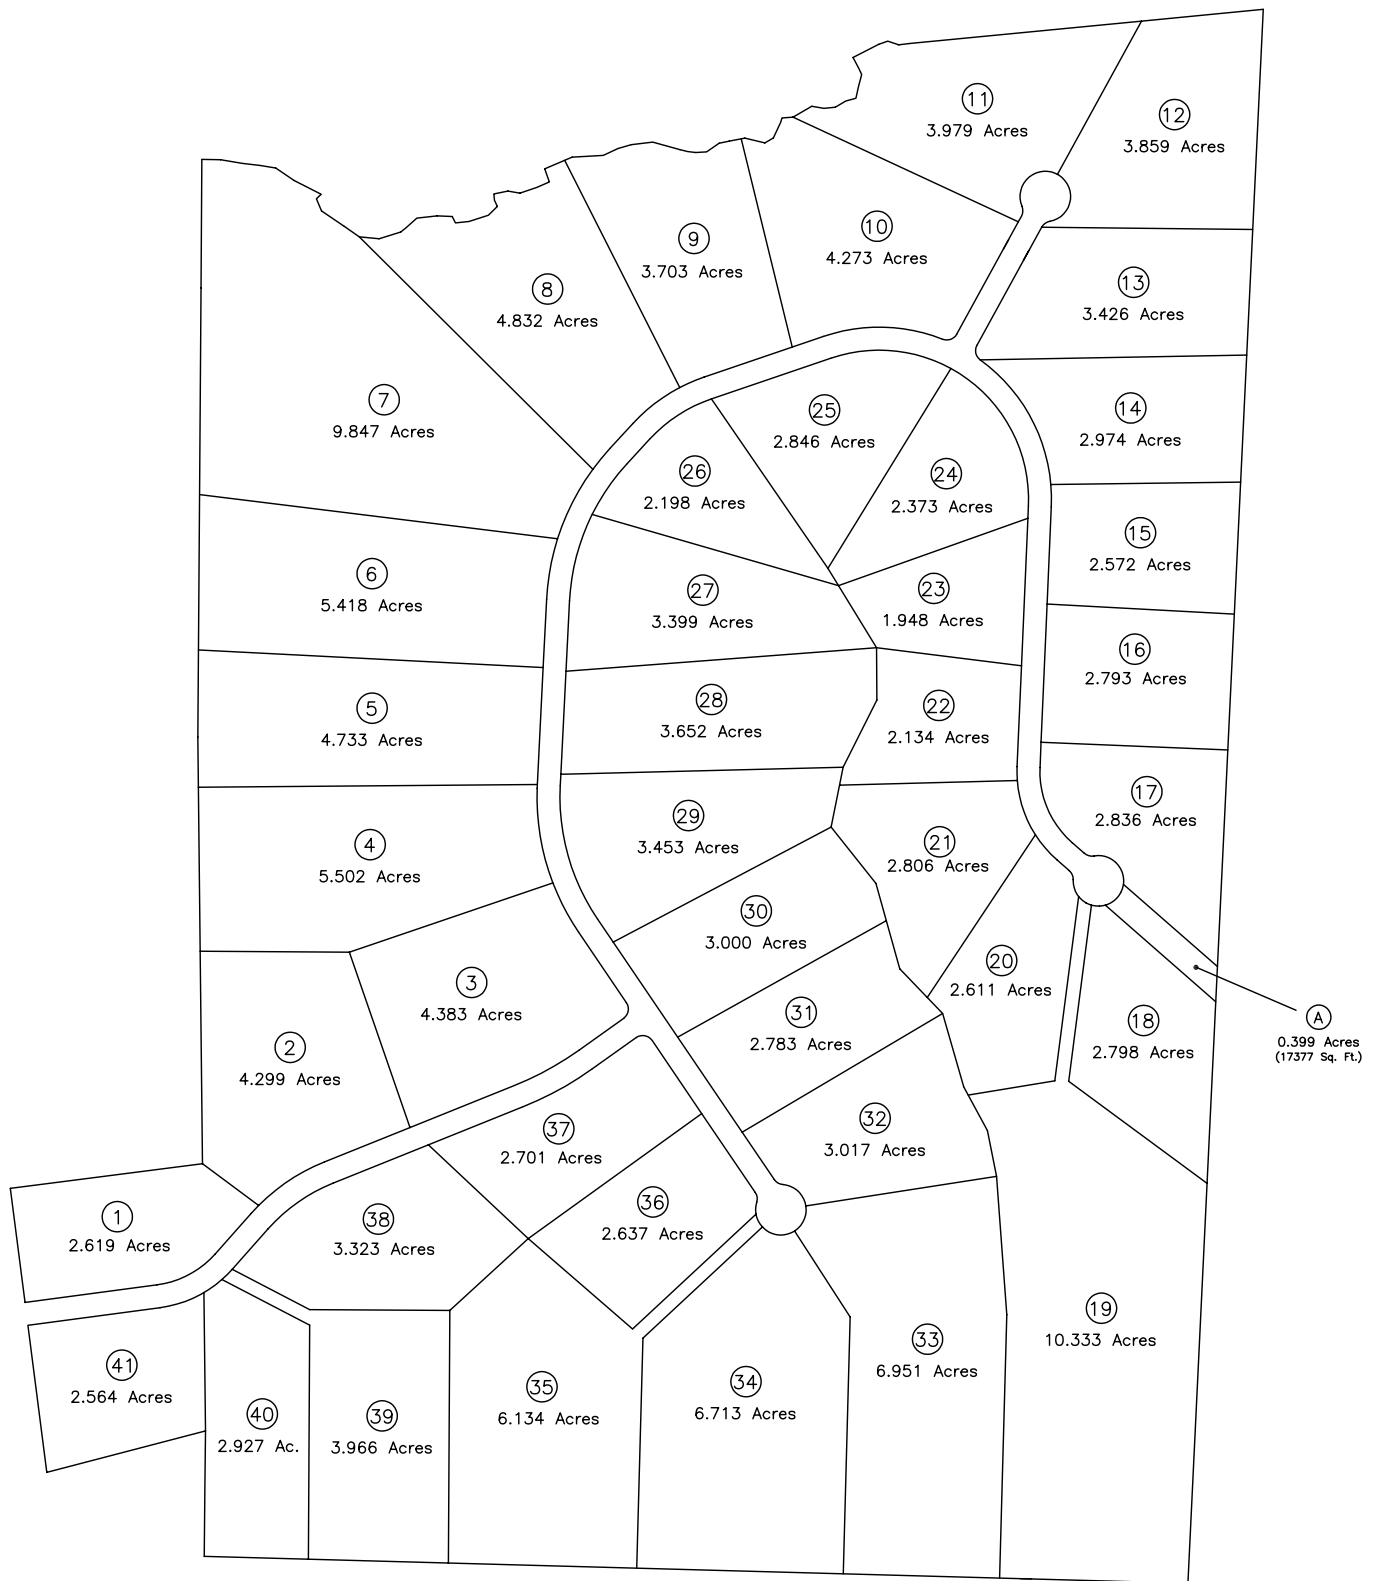 11
3.979 Acres
12
3.859 Acres
10
4.273 Acres
9
3.703 Acres
8
4.832 Acres
13
3.426 Acres
7
9.847 Acres
25
2.846 Acres
14
2.974 Acres
26
2.198 Acres
24
2.373 Acres
15
2.572 Acres
6
5.418 Acres
27
3.399 Acres
23
1.948 Acres
16
2.793 Acres
5
4.733 Acres
28
3.652 Acres
22
2.134 Acres
17
2.836 Acres
4
5.502 Acres
29
3.453 Acres
21
2.806 Acres
30
3.000 Acres
3
4.383 Acres
20
2.611 Acres
31
2.783 Acres
18
2.798 Acres
A
0.399 Acres
(17377 Sq. Ft.)
2
4.299 Acres
32
3.017 Acres
37
2.701 Acres
36
2.637 Acres
1
2.619 Acres
38
3.323 Acres
19
10.333 Acres
33
6.951 Acres
41
2.564 Acres
34
6.713 Acres
35
6.134 Acres
40
2.927 Ac.
39
3.966 Acres